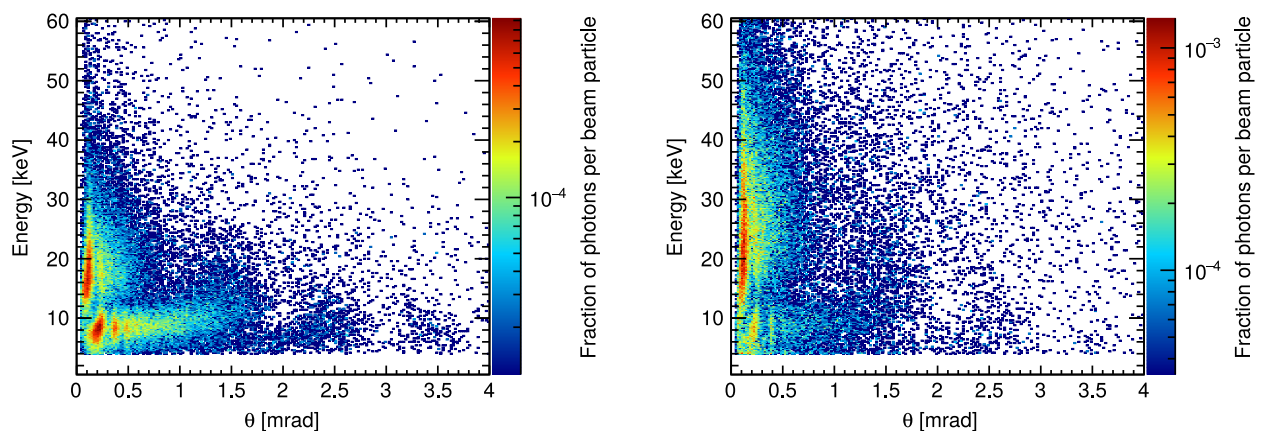 60
50
40
30
20
10
Energy [keV]
0 0.5 1 1.5 2 2.5 3 3.5 4
θ [mrad]
10⁻⁴
Fraction of photons per beam particle
60
50
40
30
20
10
Energy [keV]
0 0.5 1 1.5 2 2.5 3 3.5 4
θ [mrad]
10⁻³
10⁻⁴
Fraction of photons per beam particle